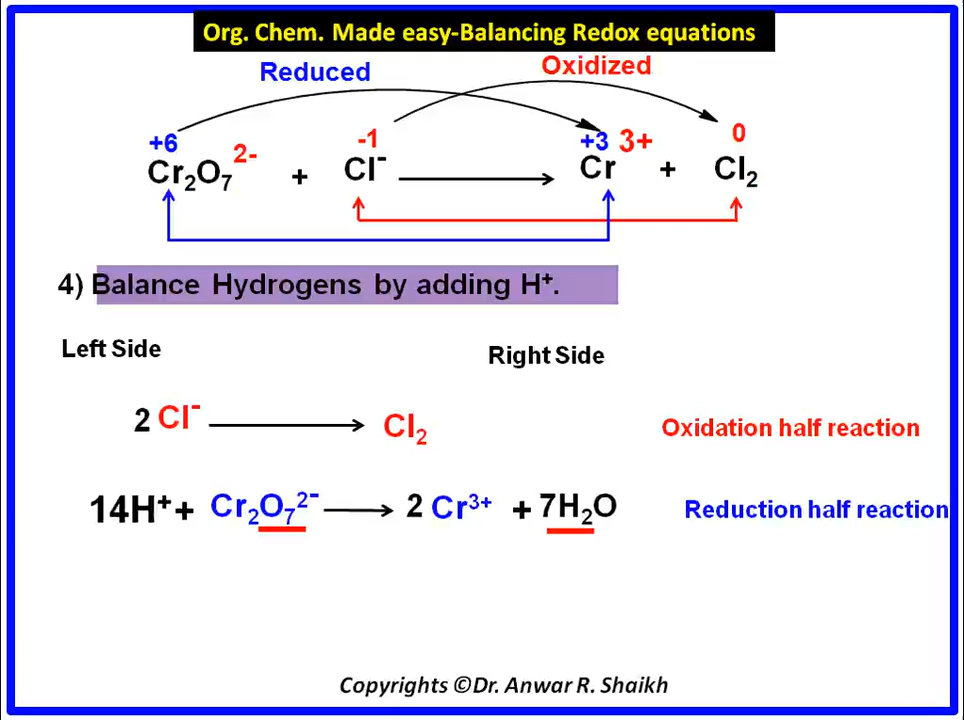 Org. Chem. Made easy-Balancing Redox equations
Reduced Oxidized
+6 -1 +3 0
Cr₂O₇²⁻ + Cl⁻ ⟶ Cr³⁺ + Cl₂
4) Balance Hydrogens by adding H⁺.
Left Side Right Side
2 Cl⁻ ⟶ Cl₂ Oxidation half reaction
14H⁺ + Cr₂O₇²⁻ ⟶ 2 Cr³⁺ + 7H₂O Reduction half reaction
Copyrights ©Dr. Anwar R. Shaikh